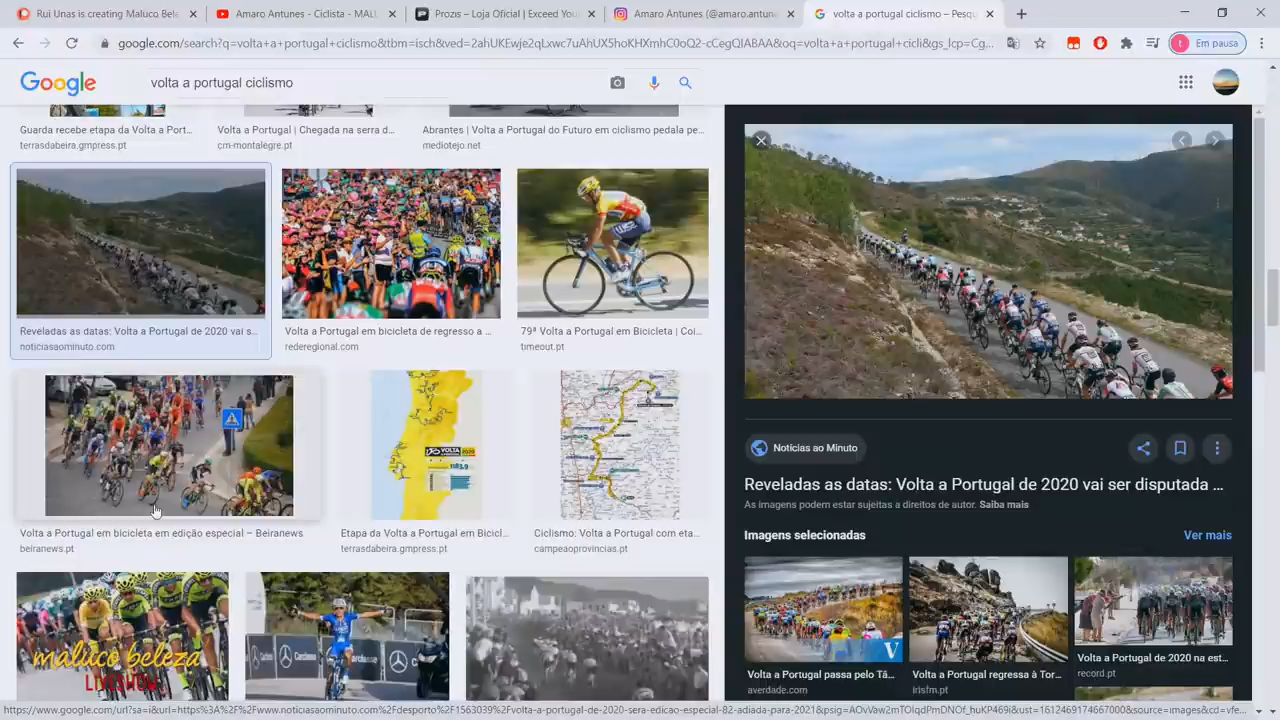 Rui Unas is creating Maluco Bele
Amaro Antunes - Ciclista - MAL
Prozis – Loja Oficial | Exceed You
Amaro Antunes (@amaro.antune
volta a portugal ciclismo – Pesqu
google.com/search?q=volta+a+portugal+ciclismo&tbm=isch&ved=2ahUKEwje2qLxwc7uAhUX5hoKHXmhC0oQ2-cCegQIABAA&oq=volta+a+portugal+cicli&gs_lcp=Cg...
t Em pausa
Google
volta a portugal ciclismo
Guarda recebe etapa da Volta a Port...
terrasdabeira.gmpress.pt
Volta a Portugal | Chegada na serra d...
cm-montalegre.pt
Abrantes | Volta a Portugal do Futuro em ciclismo pedala pe...
mediotejo.net
Reveladas as datas: Volta a Portugal de 2020 vai s...
noticiasaominuto.com
Volta a Portugal em bicicleta de regresso a ...
rederegional.com
79ª Volta a Portugal em Bicicleta | Coi...
timeout.pt
Volta a Portugal em bicicleta em edição especial – Beiranews
beiranews.pt
VOLTA
Etapa da Volta a Portugal em Bicicl...
terrasdabeira.gmpress.pt
Ciclismo: Volta a Portugal com eta...
campeaoprovincias.pt
maluco beleza
LIVESHOW
Notícias ao Minuto
Reveladas as datas: Volta a Portugal de 2020 vai ser disputada ...
As imagens podem estar sujeitas a direitos de autor. Saiba mais
Imagens selecionadas
Ver mais
V
Volta a Portugal passa pelo Tâ...
averdade.com
Volta a Portugal regressa à Tor...
irisfm.pt
Volta a Portugal de 2020 na est...
record.pt
https://www.google.com/url?sa=i&url=https%3A%2F%2Fwww.noticiasaominuto.com%2Fdesporto%2F1563039%2Fvolta-a-portugal-de-2020-sera-edicao-especial-82-adiada-para-2021&psig=AOvVaw2mTOIqdPmDNOf_huKP469i&ust=1612469174667000&source=images&cd=vfe...